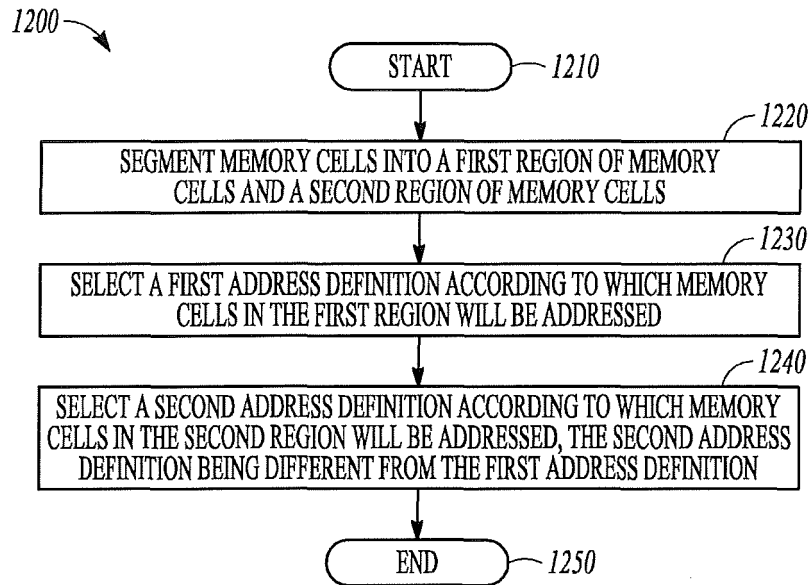 1200
START
1210
1220
SEGMENT MEMORY CELLS INTO A FIRST REGION OF MEMORY
CELLS AND A SECOND REGION OF MEMORY CELLS
1230
SELECT A FIRST ADDRESS DEFINITION ACCORDING TO WHICH MEMORY
CELLS IN THE FIRST REGION WILL BE ADDRESSED
1240
SELECT A SECOND ADDRESS DEFINITION ACCORDING TO WHICH MEMORY
CELLS IN THE SECOND REGION WILL BE ADDRESSED, THE SECOND ADDRESS
DEFINITION BEING DIFFERENT FROM THE FIRST ADDRESS DEFINITION
END
1250